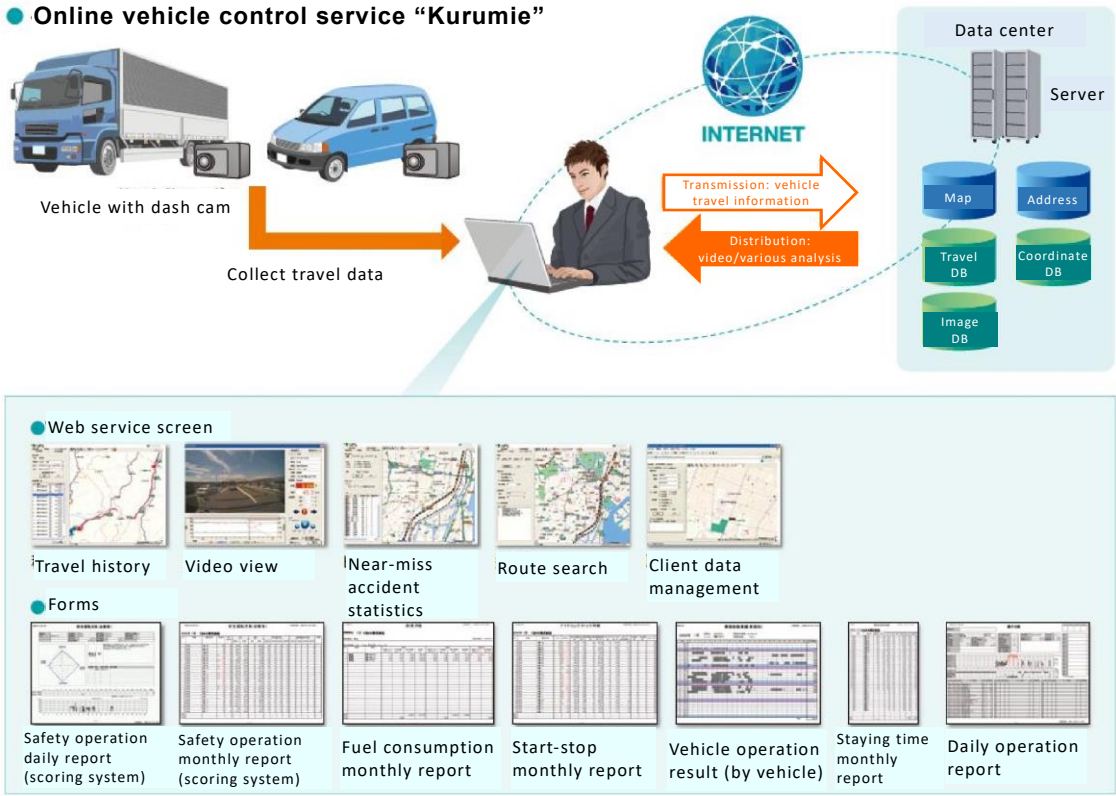 Online vehicle control service “Kurumie”
Data center
Server
INTERNET
Transmission: vehicle
travel information
Distribution:
video/various analysis
Map
Address
Travel
DB
Coordinate
DB
Image
DB
Vehicle with dash cam
Collect travel data
Web service screen
Travel history
Video view
Near-miss
accident
statistics
Route search
Client data
management
Forms
Safety operation
daily report
(scoring system)
Safety operation
monthly report
(scoring system)
Fuel consumption
monthly report
Start-stop
monthly report
Vehicle operation
result (by vehicle)
Staying time
monthly
report
Daily operation
report